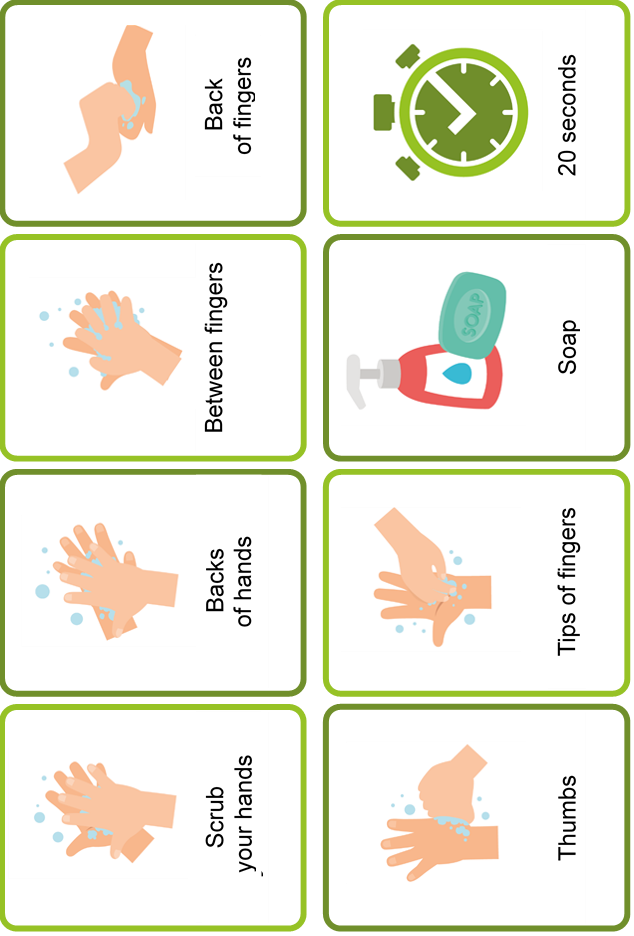 Scrub
your hands
Backs
of hands
Between fingers
Back
of fingers
Thumbs
Tips of fingers
SOAP
Soap
20 seconds